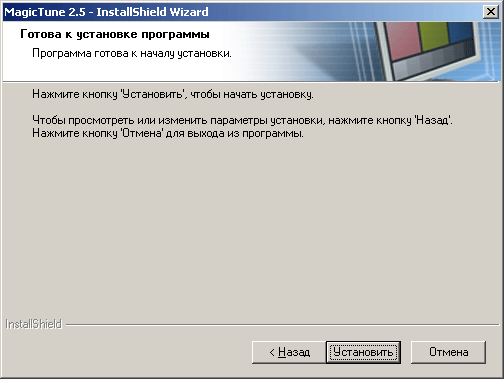 MagicTune 2.5 - InstallShield Wizard
Готова к установке программы
Программа готова к началу установки.
Нажмите кнопку 'Установить', чтобы начать установку.
Чтобы просмотреть или изменить параметры установки, нажмите кнопку 'Назад'.
Нажмите кнопку 'Отмена' для выхода из программы.
InstallShield
< Назад Установить Отмена